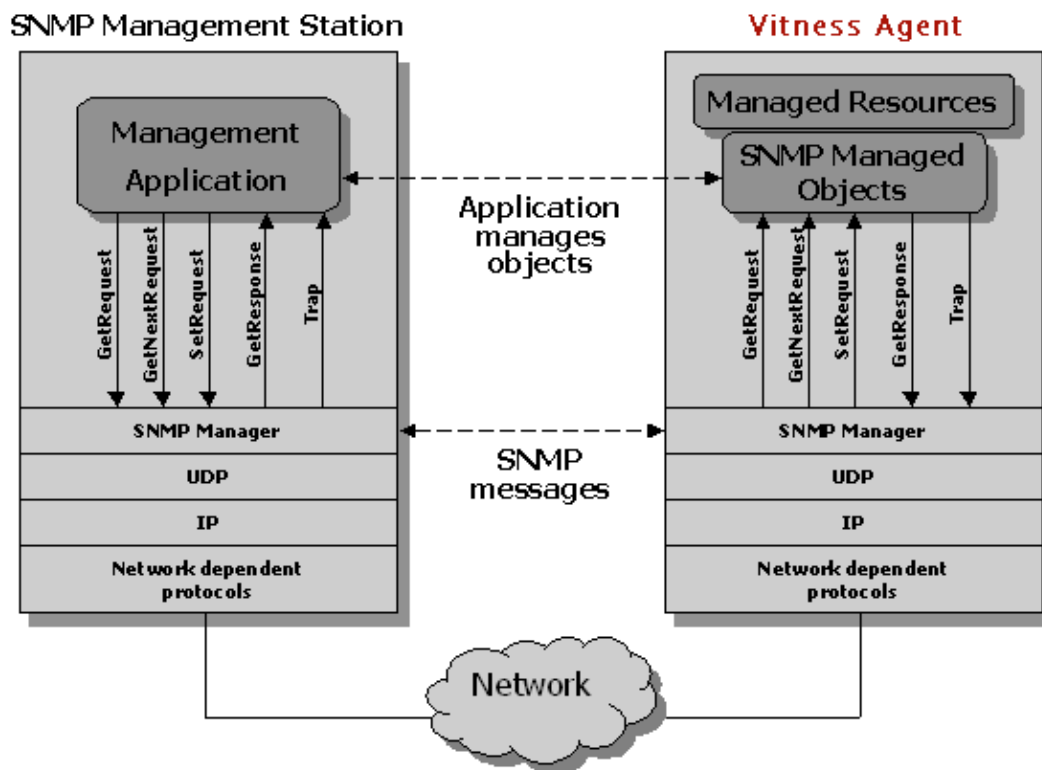 SNMP Management Station
Vitness Agent
Management
Application
Managed Resources
SNMP Managed
Objects
Application
manages
objects
GetRequest
GetNextRequest
SetRequest
GetResponse
Trap
GetRequest
GetNextRequest
SetRequest
GetResponse
Trap
SNMP Manager
UDP
IP
Network dependent
protocols
SNMP
messages
SNMP Manager
UDP
IP
Network dependent
protocols
Network